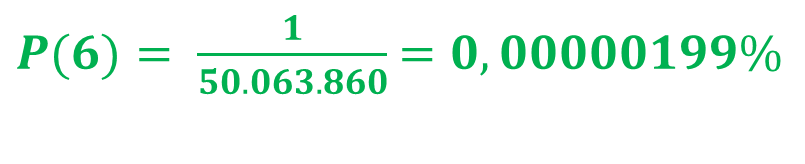 P(6) = 1/50.063.860 = 0,00000199%